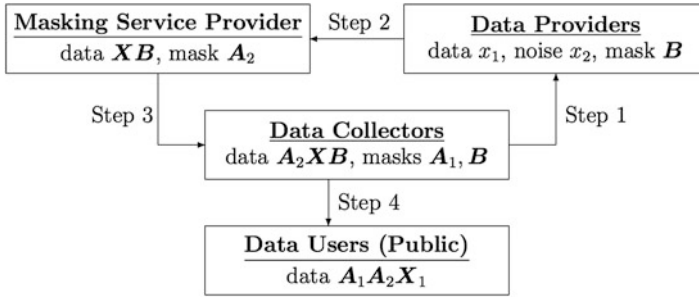 Masking Service Provider
data XB, mask A₂
Step 2
Data Providers
data x₁, noise x₂, mask B
Step 3
Step 1
Data Collectors
data A₂XB, masks A₁, B
Step 4
Data Users (Public)
data A₁A₂X₁